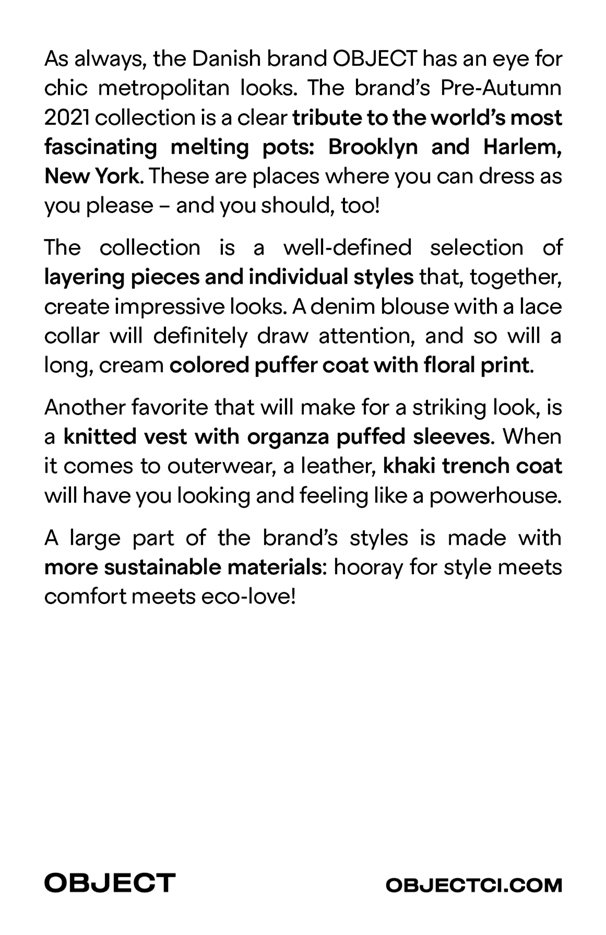 As always, the Danish brand OBJECT has an eye for
chic metropolitan looks. The brand's Pre-Autumn
2021 collection is a clear tribute to the world's most
fascinating melting pots: Brooklyn and Harlem,
New York. These are places where you can dress as
you please – and you should, too!
The collection is a well-defined selection of
layering pieces and individual styles that, together,
create impressive looks. A denim blouse with a lace
collar will definitely draw attention, and so will a
long, cream colored puffer coat with floral print.
Another favorite that will make for a striking look, is
a knitted vest with organza puffed sleeves. When
it comes to outerwear, a leather, khaki trench coat
will have you looking and feeling like a powerhouse.
A large part of the brand's styles is made with
more sustainable materials: hooray for style meets
comfort meets eco-love!
OBJECT OBJECTCI.COM